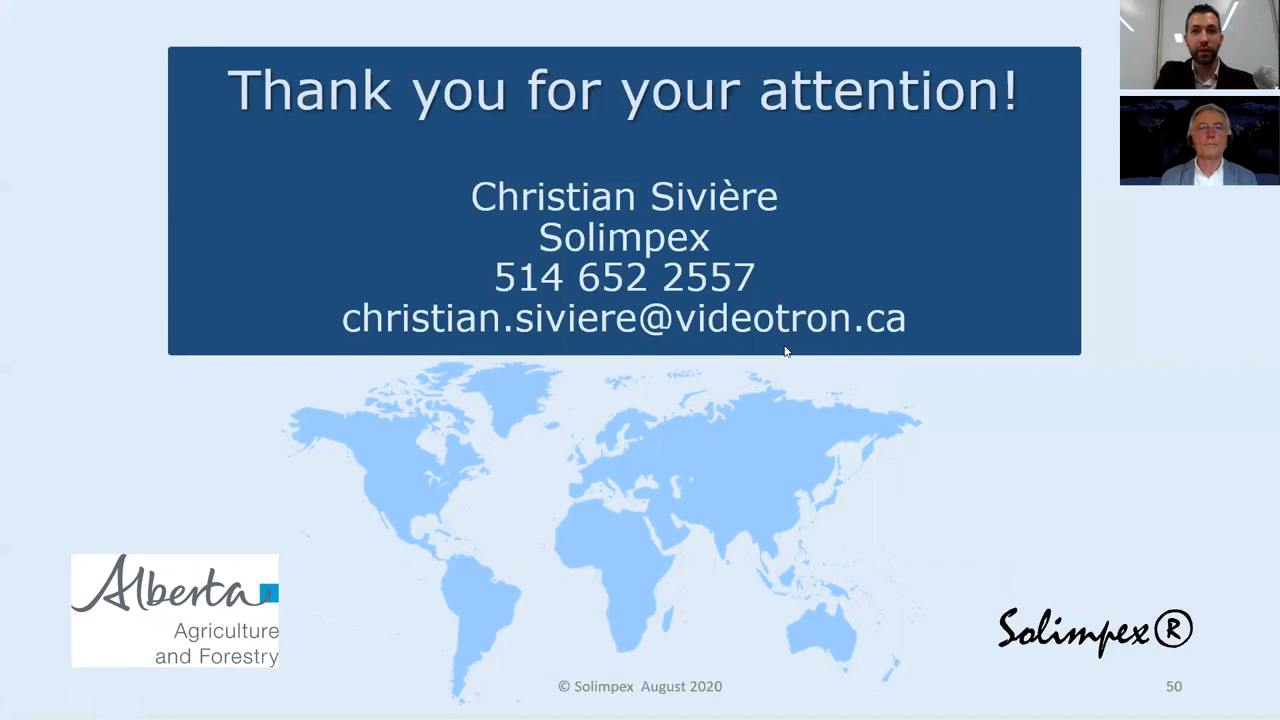 Thank you for your attention!
Christian Sivière
Solimpex
514 652 2557
christian.siviere@videotron.ca
Alberta
Agriculture
and Forestry
Solimpex®
© Solimpex August 2020
50